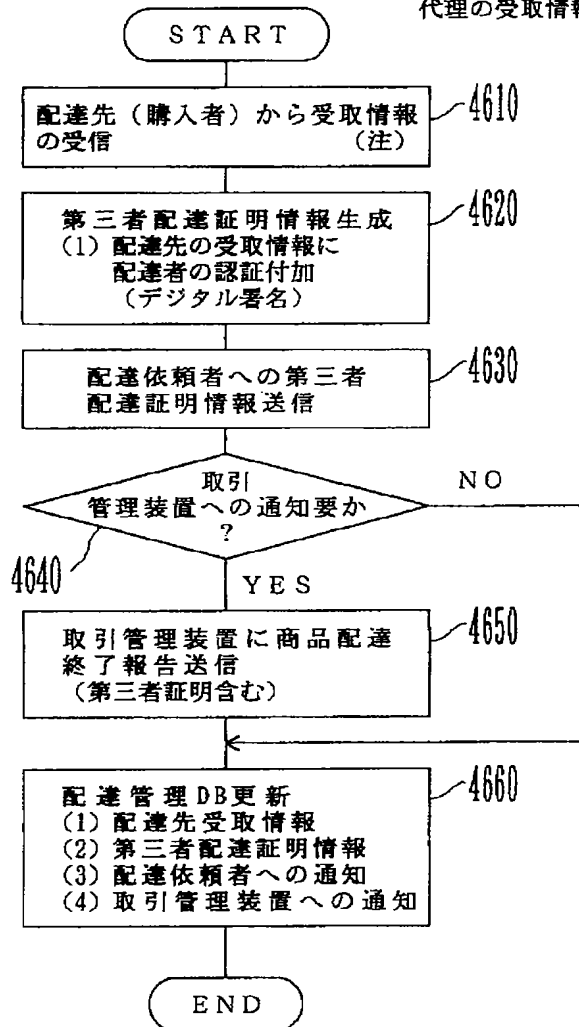 代理の受取情報
START
配達先（購入者）から受取情報
の受信 （注）
4610
第三者配達証明情報生成
(1) 配達先の受取情報に
配達者の認証付加
（デジタル署名）
4620
配達依頼者への第三者
配達証明情報送信
4630
取引
管理装置への通知要か
?
NO
4640
YES
取引管理装置に商品配達
終了報告送信
（第三者証明含む）
4650
配達管理DB更新
(1) 配達先受取情報
(2) 第三者配達証明情報
(3) 配達依頼者への通知
(4) 取引管理装置への通知
4660
END